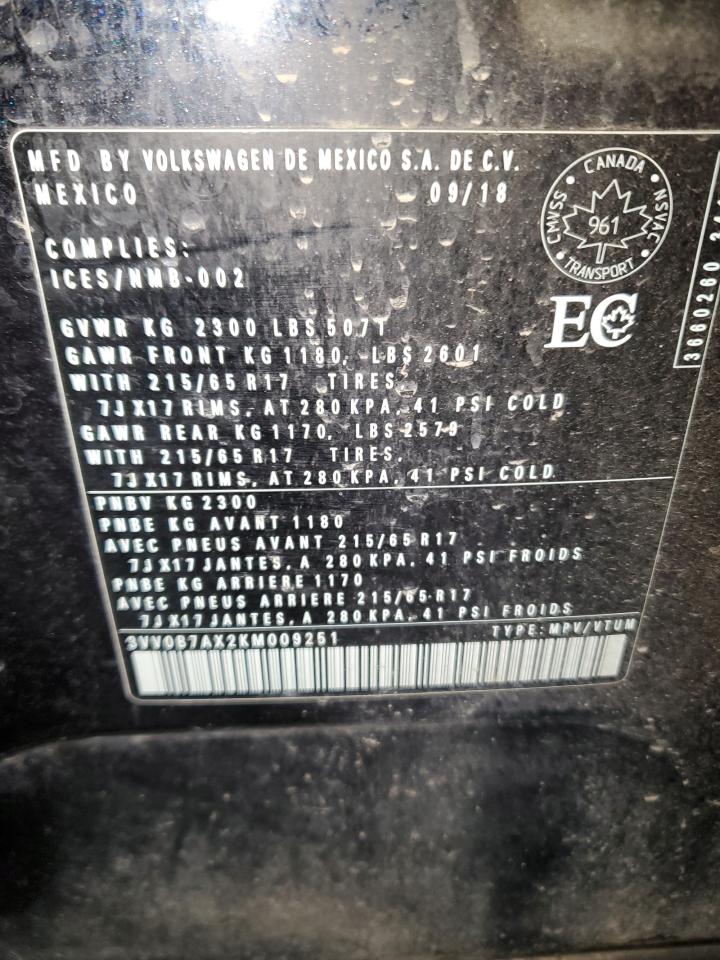 MFD BY VOLKSWAGEN DE MEXICO S.A. DE C.V.
MEXICO 09/18
CANADA
CMVSS NSVAC
961
TRANSPORT
COMPLIES:
ICES/NMB-002
EC
3660260
GVWR KG 2300 LBS 5071
GAWR FRONT KG 1180, LBS 2601
WITH 215/65 R17 TIRES,
7J X17 RIMS, AT 280 KPA, 41 PSI COLD
GAWR REAR KG 1170, LBS 2579
WITH 215/65 R17 TIRES,
7J X17 RIMS, AT 280 KPA, 41 PSI COLD
PNBV KG 2300
PNBE KG AVANT 1180
AVEC PNEUS AVANT 215/65 R17
7J X17 JANTES, A 280 KPA, 41 PSI FROIDS
PNBE KG ARRIERE 1170
AVEC PNEUS ARRIERE 215/65 R17
7J X17 JANTES, A 280 KPA, 41 PSI FROIDS
3VV0B7AX2KM009251 TYPE: MPV/VTUM